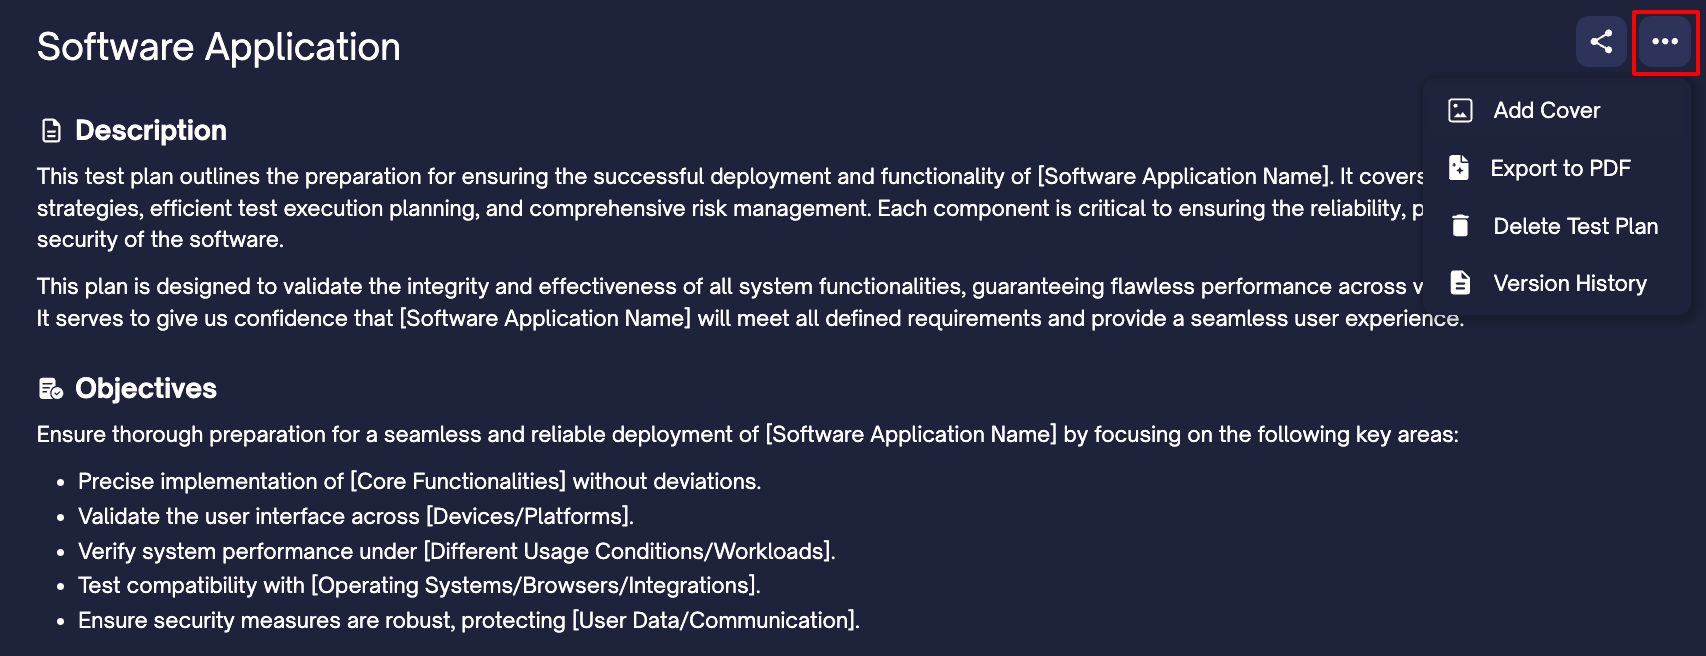 Software Application
Add Cover
Export to PDF
Delete Test Plan
Version History
Description
This test plan outlines the preparation for ensuring the successful deployment and functionality of [Software Application Name]. It covers
strategies, efficient test execution planning, and comprehensive risk management. Each component is critical to ensuring the reliability,
security of the software.
This plan is designed to validate the integrity and effectiveness of all system functionalities, guaranteeing flawless performance across
It serves to give us confidence that [Software Application Name] will meet all defined requirements and provide a seamless user experience.
Objectives
Ensure thorough preparation for a seamless and reliable deployment of [Software Application Name] by focusing on the following key areas:
• Precise implementation of [Core Functionalities] without deviations.
• Validate the user interface across [Devices/Platforms].
• Verify system performance under [Different Usage Conditions/Workloads].
• Test compatibility with [Operating Systems/Browsers/Integrations].
• Ensure security measures are robust, protecting [User Data/Communication].